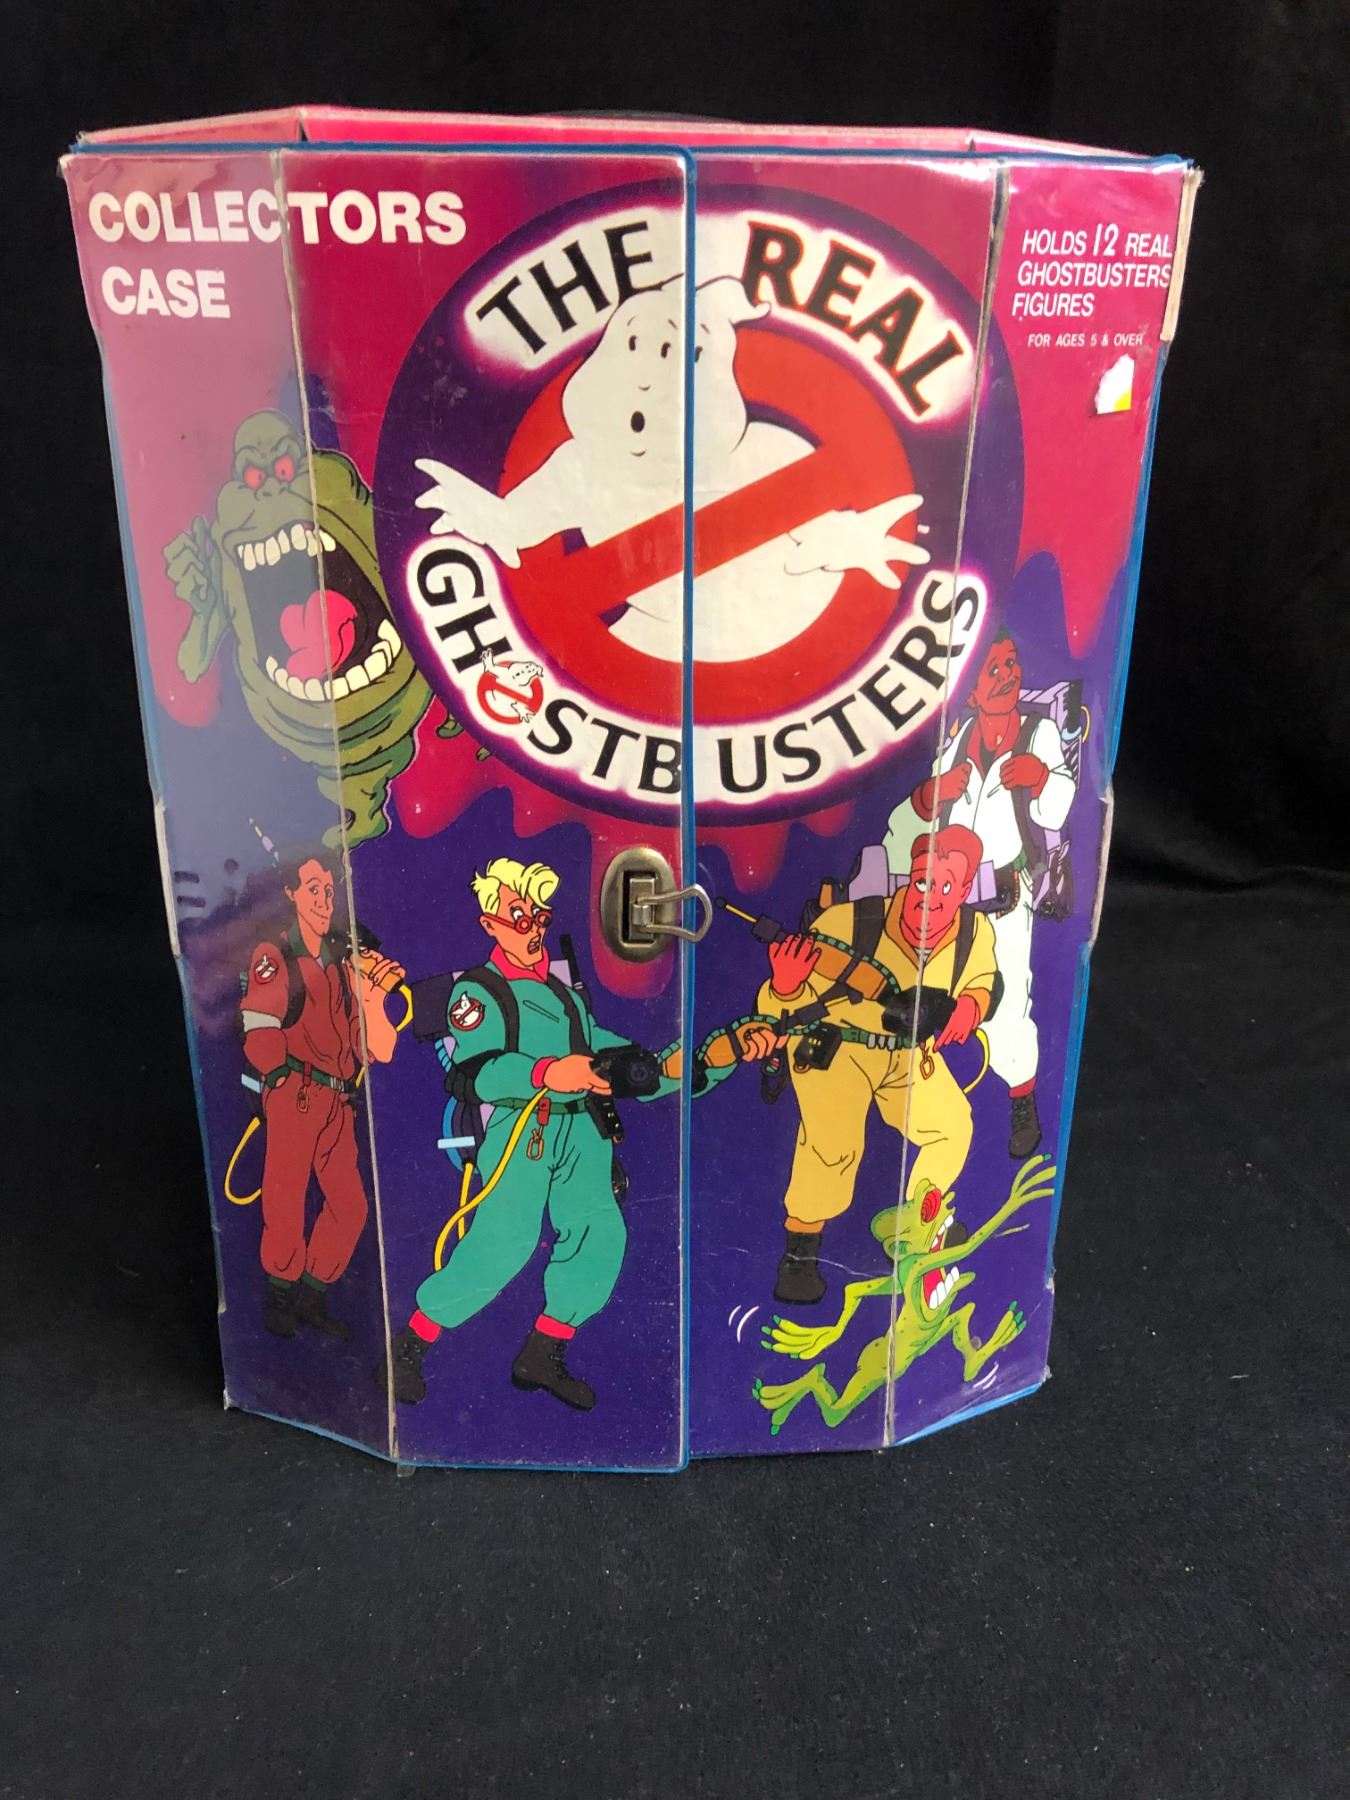 COLLECTORS
CASE
THE REAL
GHOSTBUSTERS
HOLDS 12 REAL
GHOSTBUSTERS
FIGURES
FOR AGES 5 & OVER